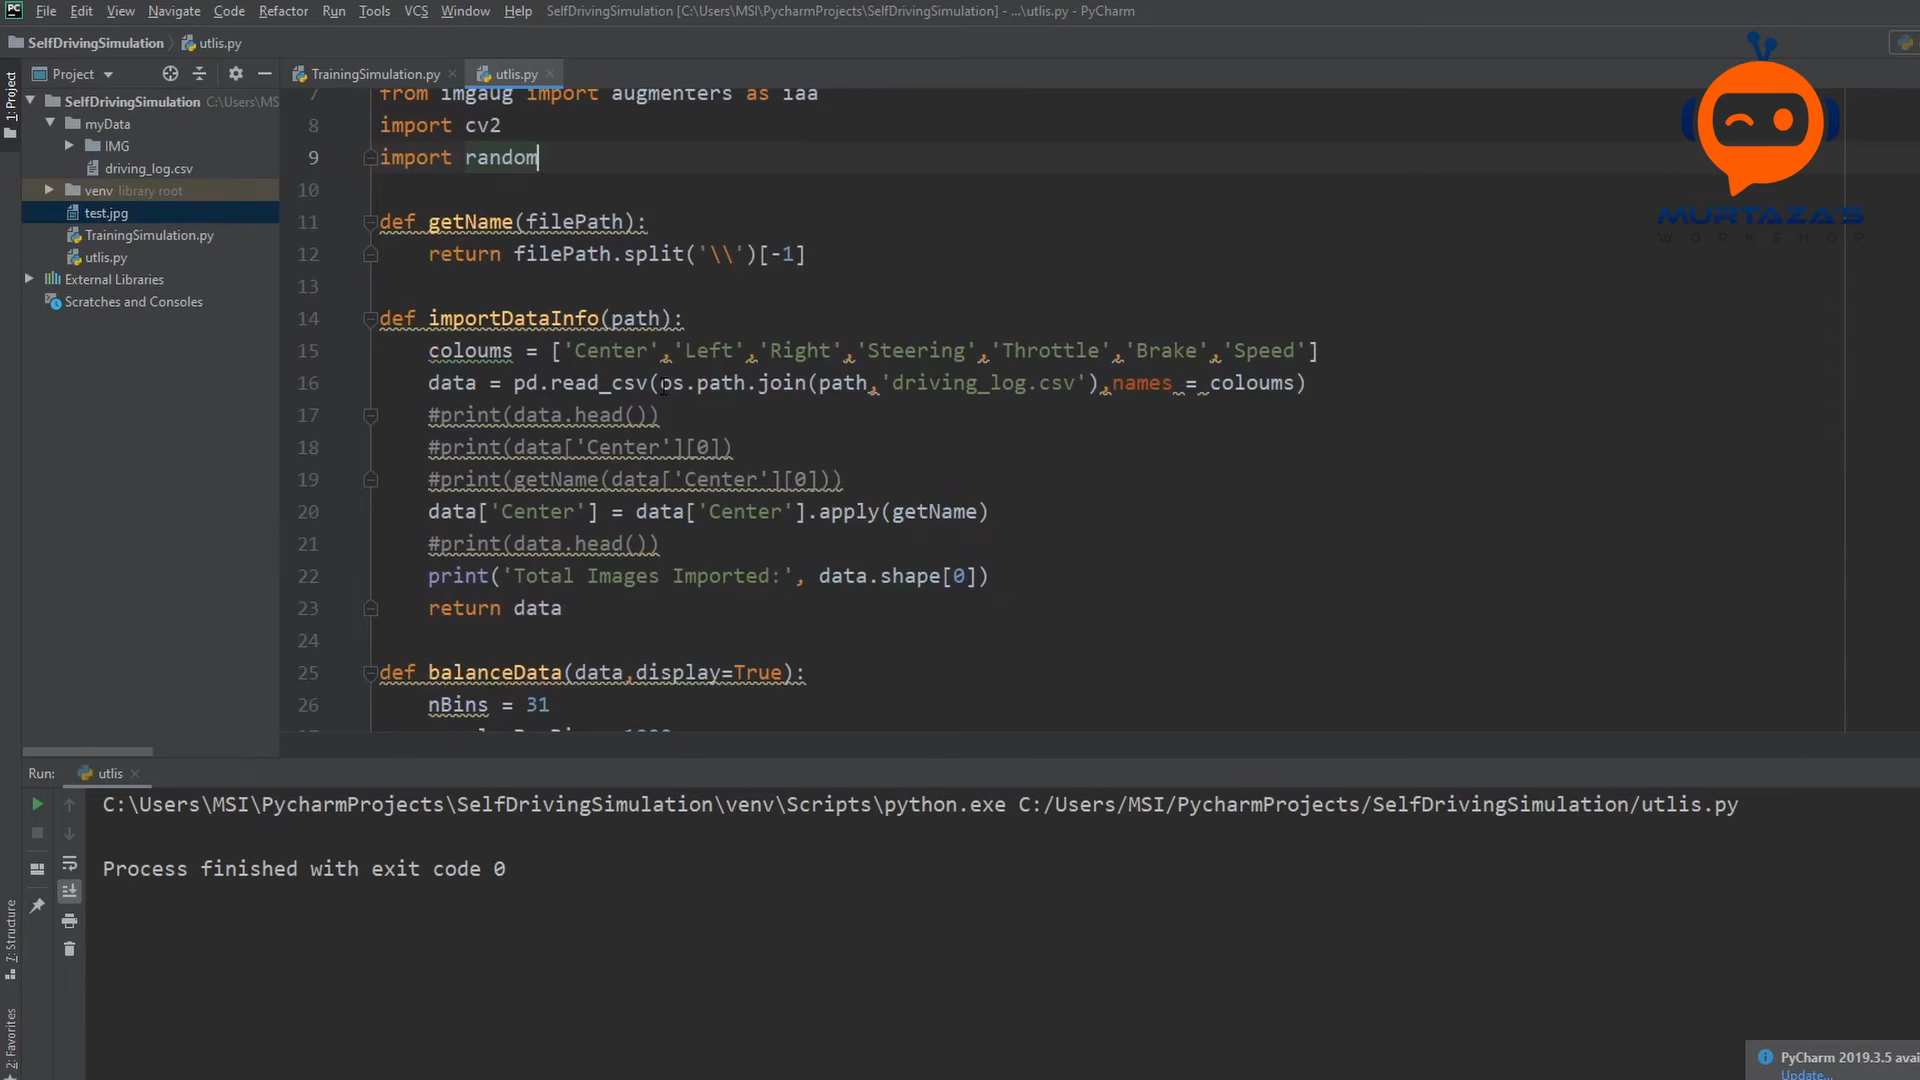 File Edit View Navigate Code Refactor Run Tools VCS Window Help SelfDrivingSimulation [C:\Users\MSI\PycharmProjects\SelfDrivingSimulation] - ...\utlis.py - PyCharm
SelfDrivingSimulation utlis.py
Project
TrainingSimulation.py
utlis.py
1: Project
SelfDrivingSimulation C:\Users\MS
myData
IMG
driving_log.csv
venv library root
test.jpg
TrainingSimulation.py
utlis.py
External Libraries
Scratches and Consoles
7 from imgaug import augmenters as iaa
8 import cv2
9 import random
10
11 def getName(filePath):
12 return filePath.split('\\')[-1]
13
14 def importDataInfo(path):
15 coloums = ['Center','Left','Right','Steering','Throttle','Brake','Speed']
16 data = pd.read_csv(os.path.join(path,'driving_log.csv'),names = coloums)
17 #print(data.head())
18 #print(data['Center'][0])
19 #print(getName(data['Center'][0]))
20 data['Center'] = data['Center'].apply(getName)
21 #print(data.head())
22 print('Total Images Imported:', data.shape[0])
23 return data
24
25 def balanceData(data,display=True):
26 nBins = 31
MURTAZA'S
WORKSHOP
Run: utlis
C:\Users\MSI\PycharmProjects\SelfDrivingSimulation\venv\Scripts\python.exe C:/Users/MSI/PycharmProjects/SelfDrivingSimulation/utlis.py
Process finished with exit code 0
7: Structure
2: Favorites
PyCharm 2019.3.5 avai
Update...